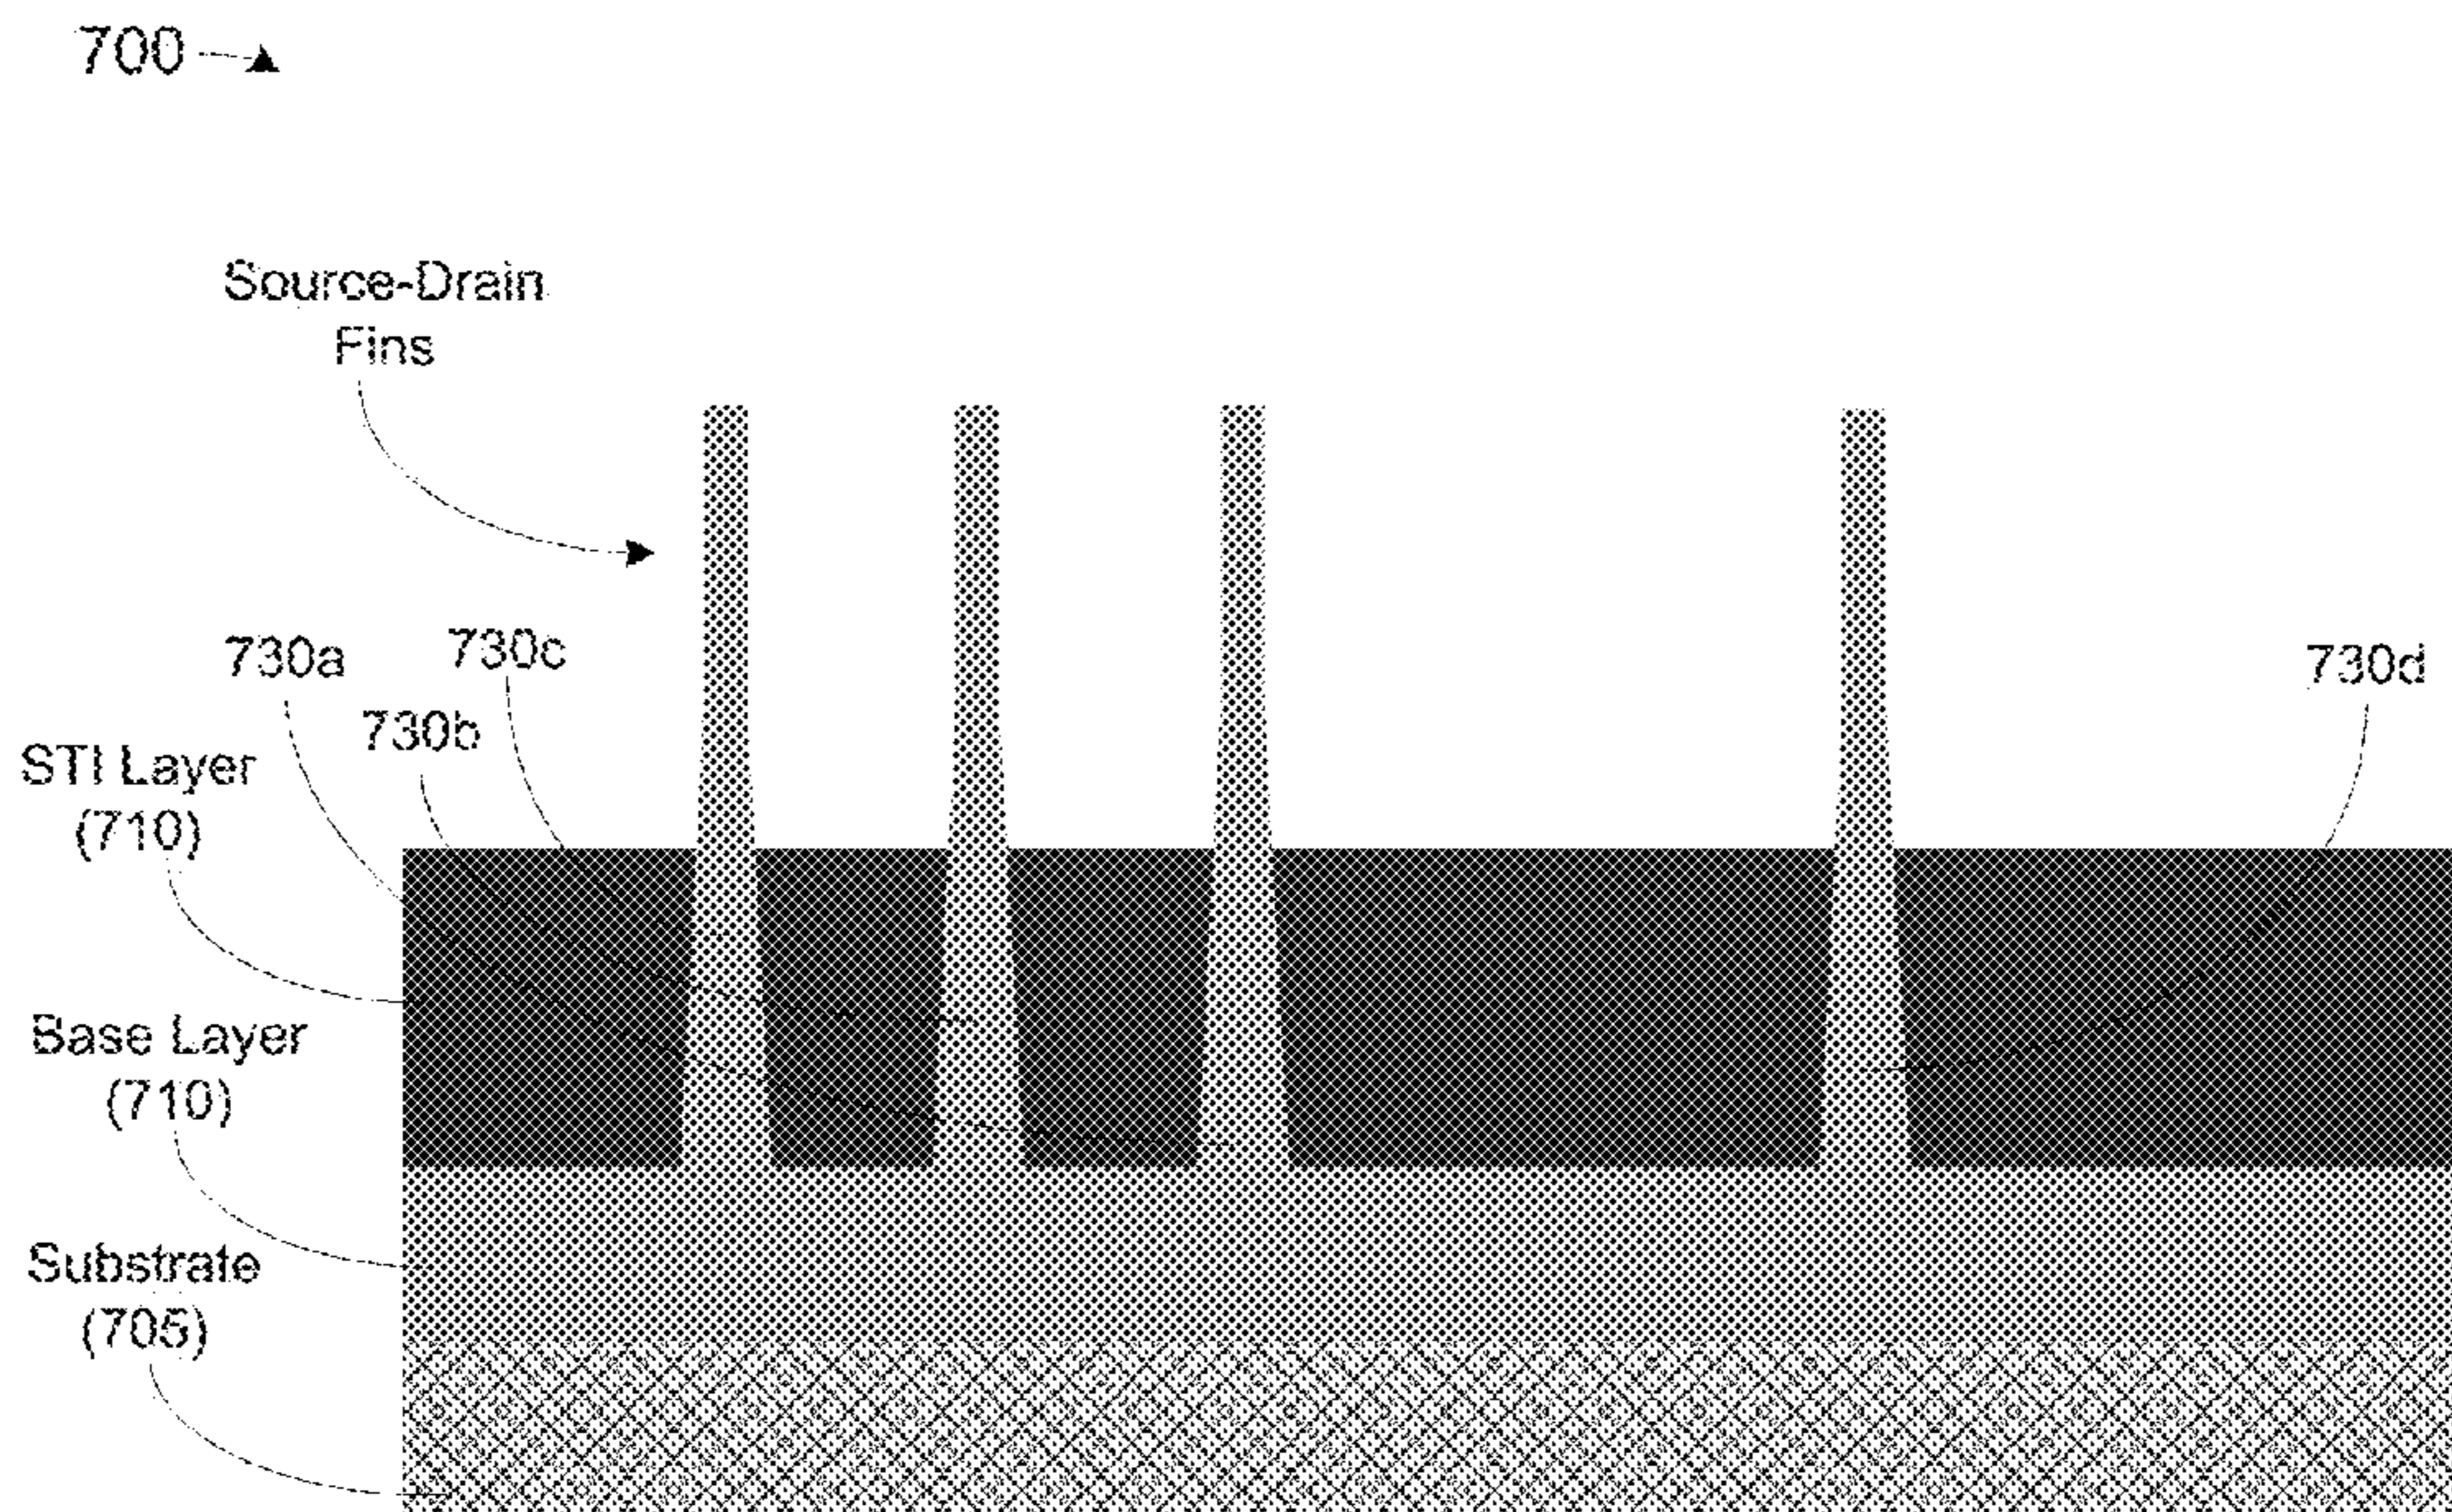 700
Source-Drain
Fins
730a
730c
730b
730d
STI Layer
(710)
Base Layer
(710)
Substrate
(705)